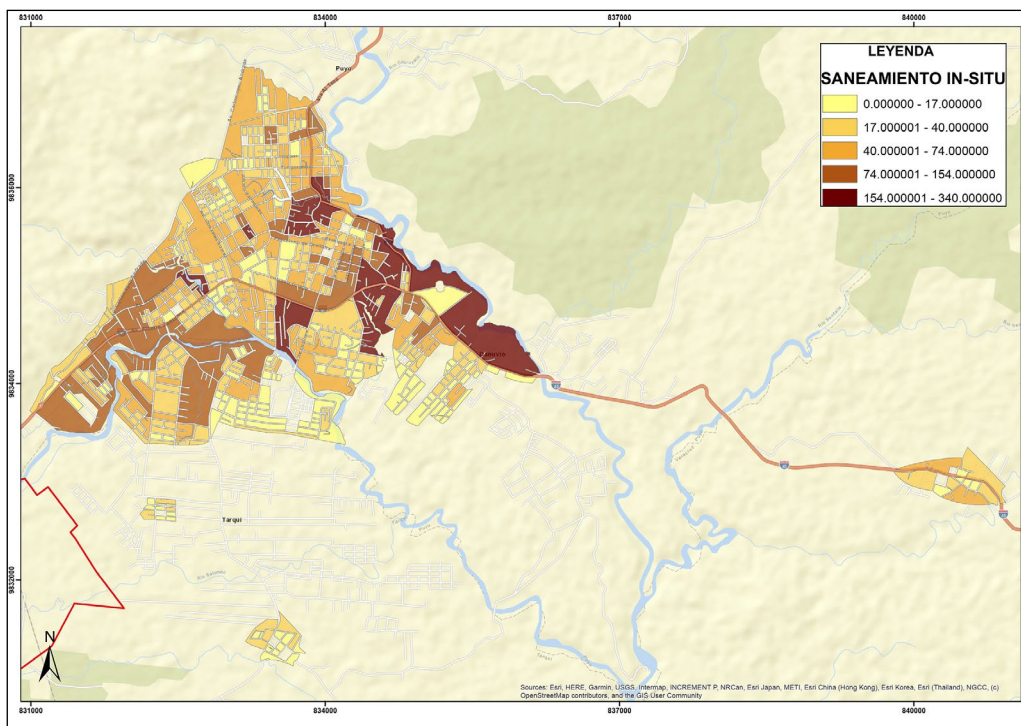 831000 834000 837000 840000
LEYENDA
SANEAMIENTO IN-SITU
0.000000 - 17.000000
17.000001 - 40.000000
40.000001 - 74.000000
74.000001 - 154.000000
154.000001 - 340.000000
Puyo
9836000
9834000
45
45
45
Tarqui
9832000
N
Sources: Esri, HERE, Garmin, USGS, Intermap, INCREMENT P, NRCan, Esri Japan, METI, Esri China (Hong Kong), Esri Korea, Esri (Thailand), NGCC, (c)
OpenStreetMap contributors, and the GIS User Community
831000 834000 837000 840000